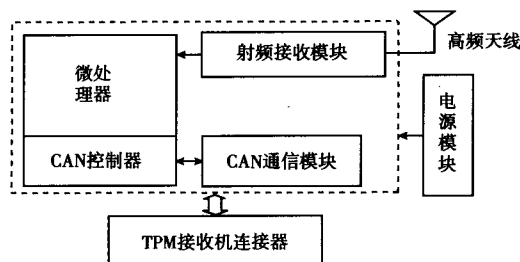 射频接收模块
高频天线
微处
理器
电
源
模
块
CAN控制器
CAN通信模块
TPM接收机连接器